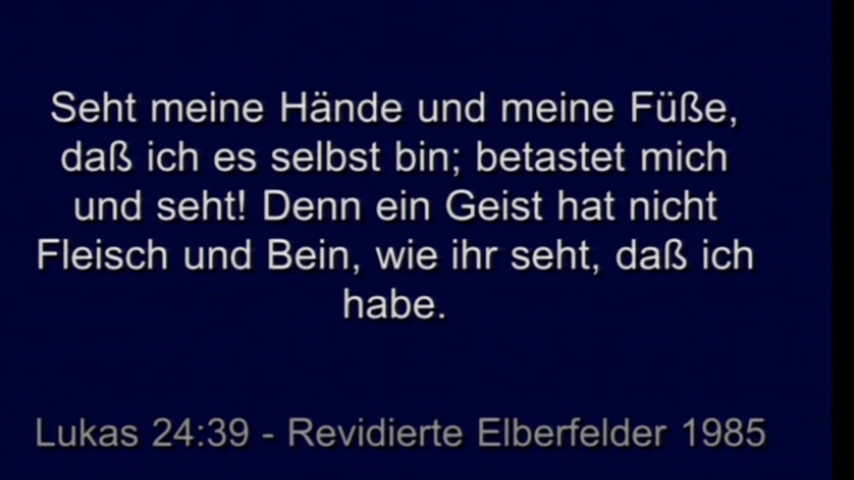 Seht meine Hände und meine Füße,
daß ich es selbst bin; betastet mich
und seht! Denn ein Geist hat nicht
Fleisch und Bein, wie ihr seht, daß ich
habe.
Lukas 24:39 - Revidierte Elberfelder 1985